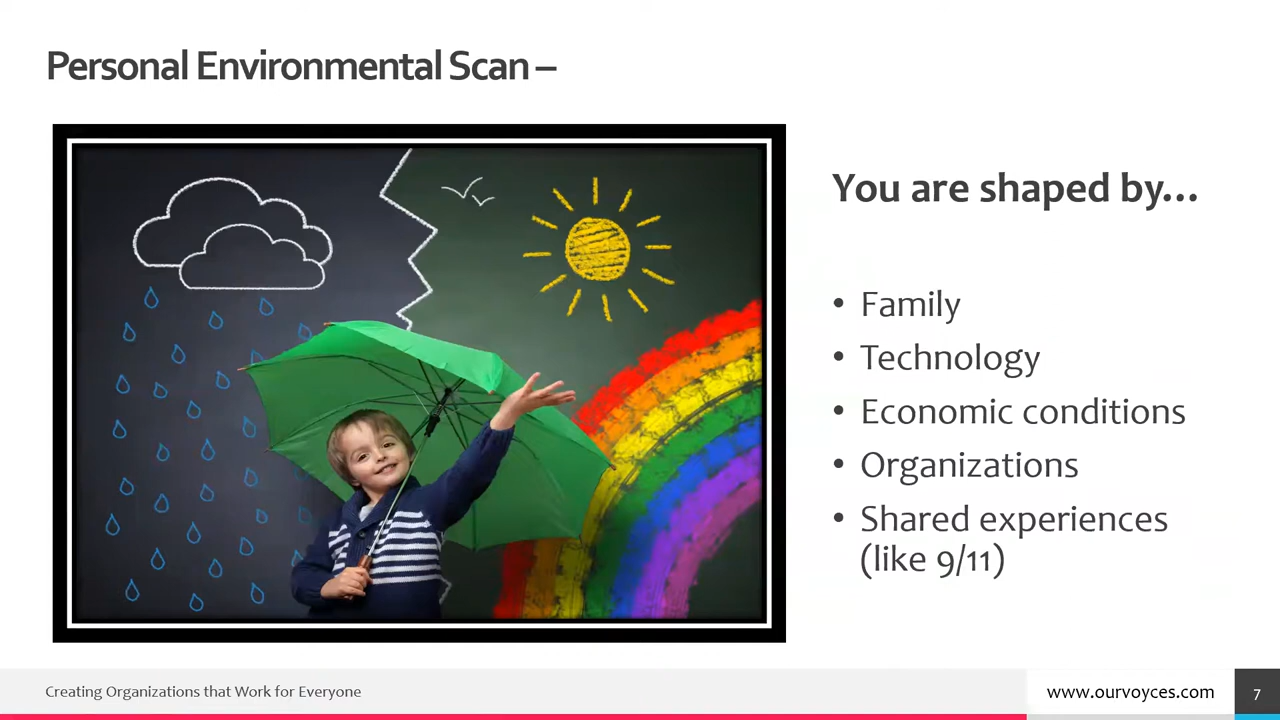 Personal Environmental Scan –
You are shaped by...
• Family
• Technology
• Economic conditions
• Organizations
• Shared experiences
(like 9/11)
Creating Organizations that Work for Everyone
www.ourvoyces.com
7